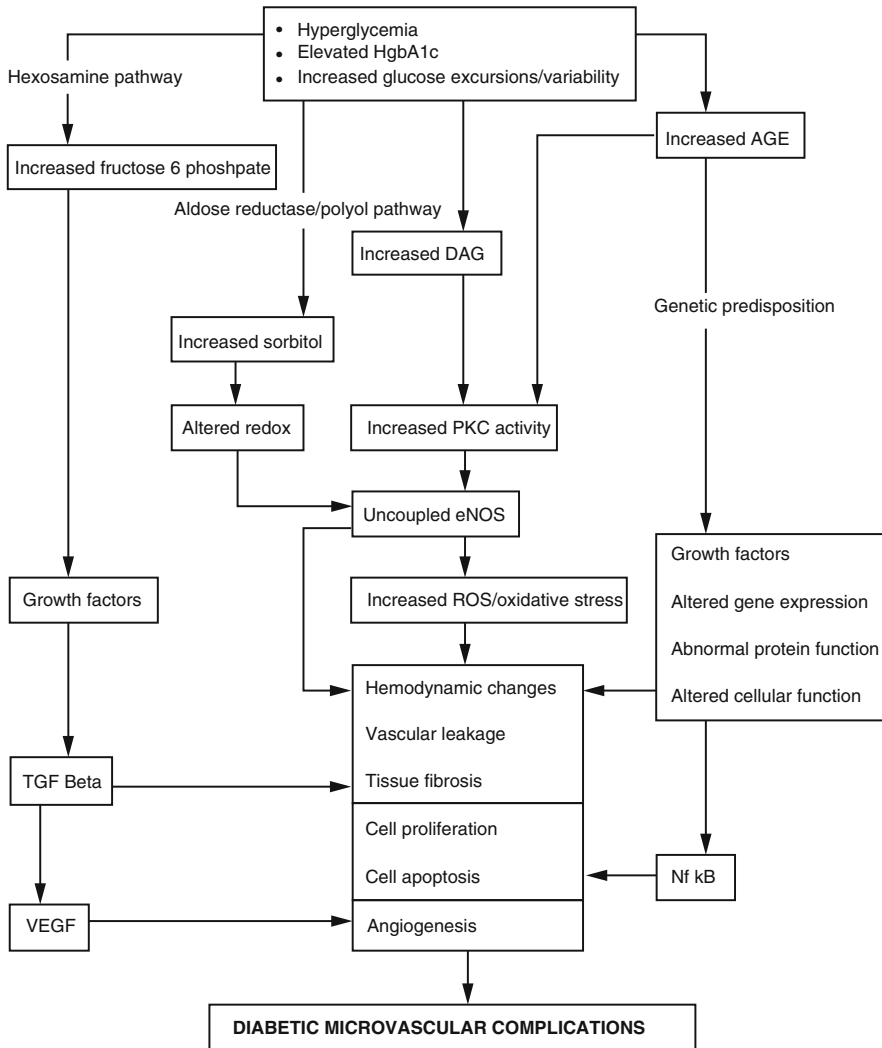 • Hyperglycemia
• Elevated HgbA1c
• Increased glucose excursions/variability
Hexosamine pathway
Increased AGE
Increased fructose 6 phoshpate
Aldose reductase/polyol pathway
Increased DAG
Genetic predisposition
Increased sorbitol
Altered redox
Increased PKC activity
Uncoupled eNOS
Growth factors
Altered gene expression
Abnormal protein function
Altered cellular function
Growth factors
Increased ROS/oxidative stress
Hemodynamic changes
Vascular leakage
Tissue fibrosis
TGF Beta
Cell proliferation
Cell apoptosis
Nf kB
VEGF
Angiogenesis
DIABETIC MICROVASCULAR COMPLICATIONS